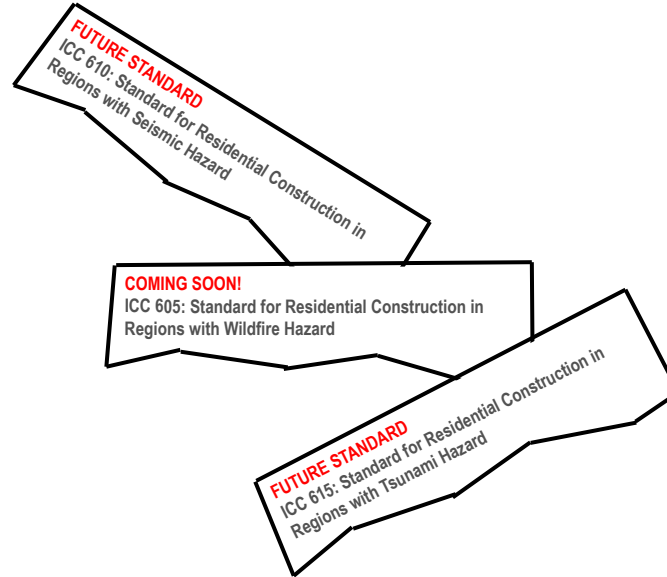 FUTURE STANDARD
ICC 610: Standard for Residential Construction in
Regions with Seismic Hazard
COMING SOON!
ICC 605: Standard for Residential Construction in
Regions with Wildfire Hazard
FUTURE STANDARD
ICC 615: Standard for Residential Construction in
Regions with Tsunami Hazard